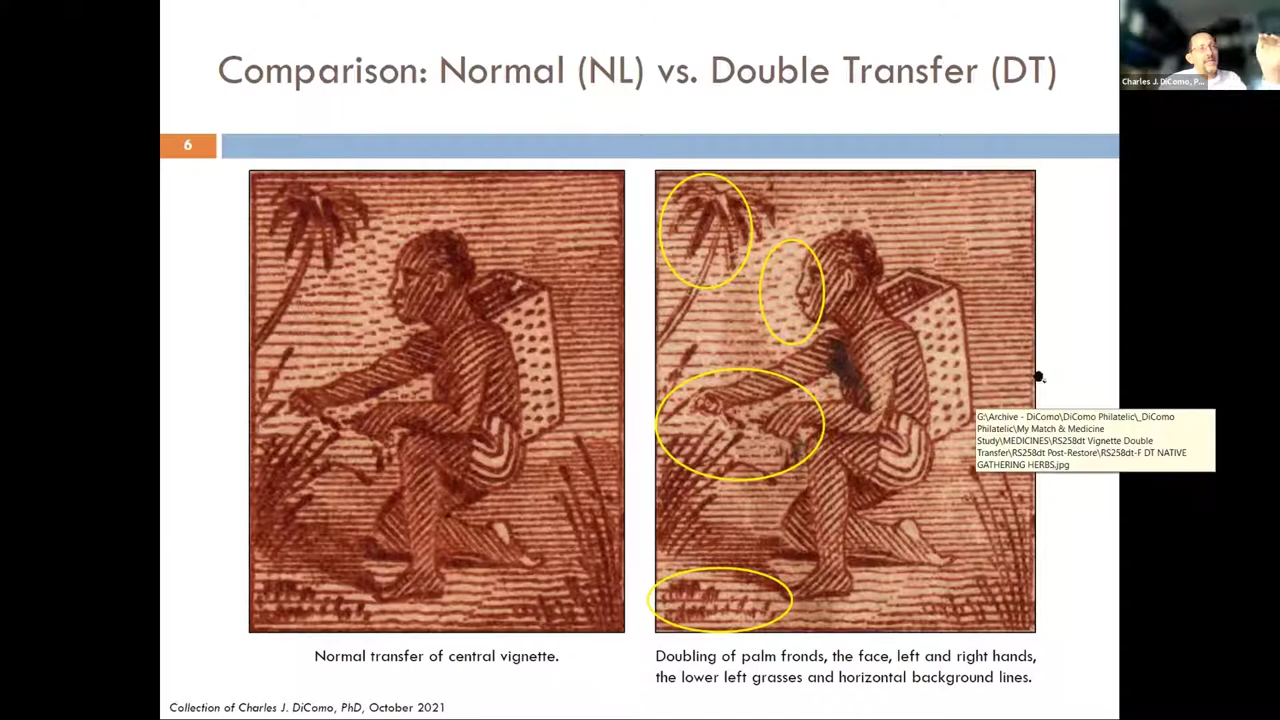 Comparison: Normal (NL) vs. Double Transfer (DT)
Charles J. DiComo, P...
6
G:\Archive - DiComo\DiComo Philatelic\_DiComo
Philatelic\My Match & Medicine
Study\MEDICINES\RS258dt Vignette Double
Transfer\RS258dt Post-Restore\RS258dt-F DT NATIVE
GATHERING HERBS.jpg
Normal transfer of central vignette.
Doubling of palm fronds, the face, left and right hands,
the lower left grasses and horizontal background lines.
Collection of Charles J. DiComo, PhD, October 2021